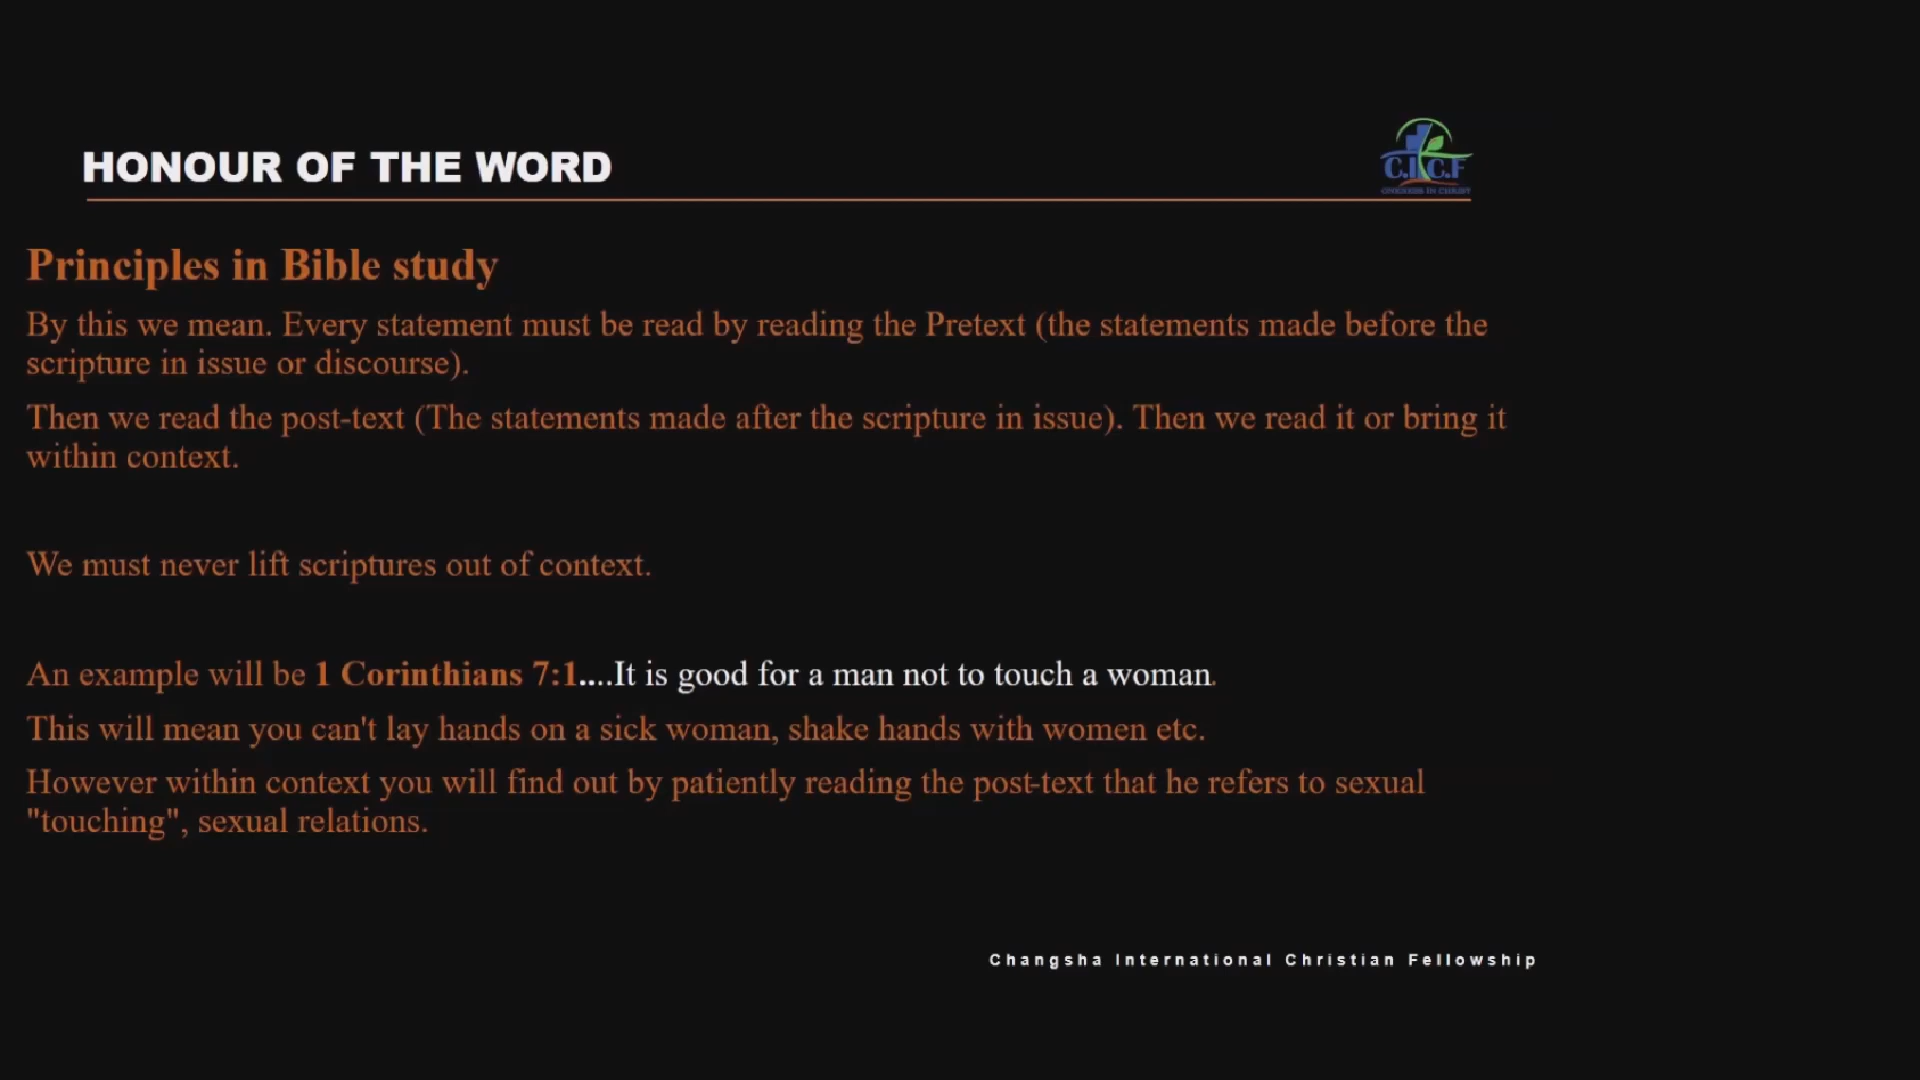 HONOUR OF THE WORD
C.I.C.F
ONENESS IN CHRIST
Principles in Bible study
By this we mean. Every statement must be read by reading the Pretext (the statements made before the
scripture in issue or discourse).
Then we read the post-text (The statements made after the scripture in issue). Then we read it or bring it
within context.
We must never lift scriptures out of context.
An example will be 1 Corinthians 7:1....It is good for a man not to touch a woman.
This will mean you can't lay hands on a sick woman, shake hands with women etc.
However within context you will find out by patiently reading the post-text that he refers to sexual
"touching", sexual relations.
Changsha International Christian Fellowship